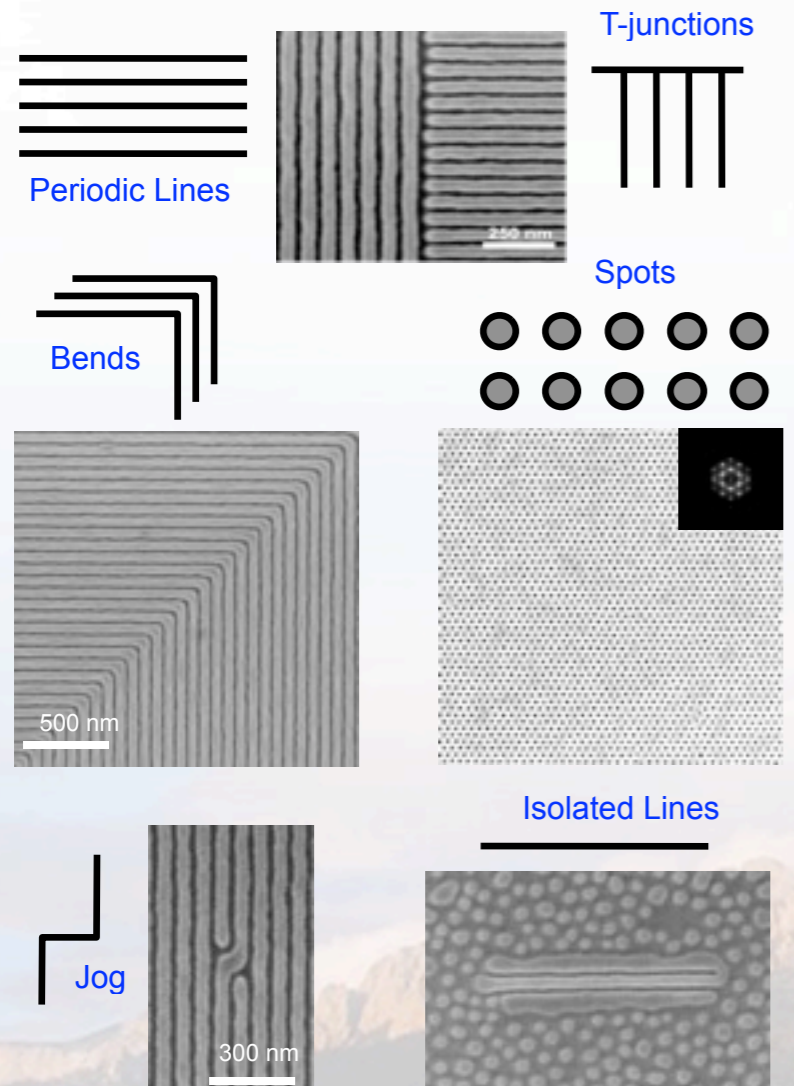 T-junctions
Periodic Lines
250 nm
Spots
Bends
500 nm
Isolated Lines
Jog
300 nm